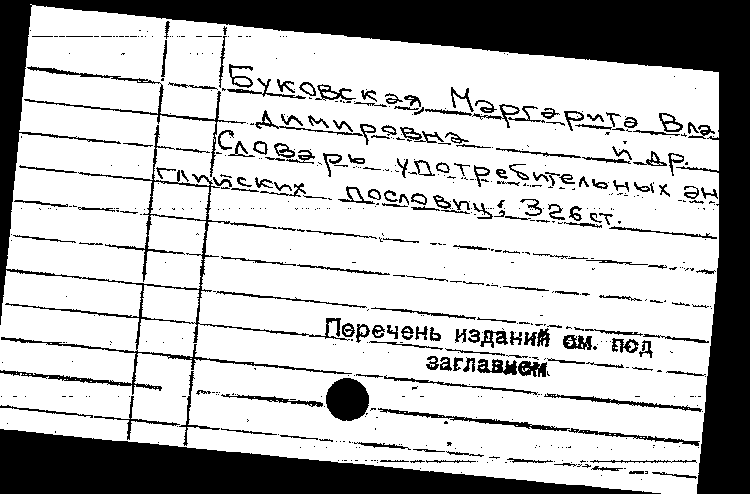 Буковская, Маргарита Вла-
димировна и др.
Словарь употребительных ан-
глийских пословиц: 326 ст.
Перечень изданий см. под
заглавием